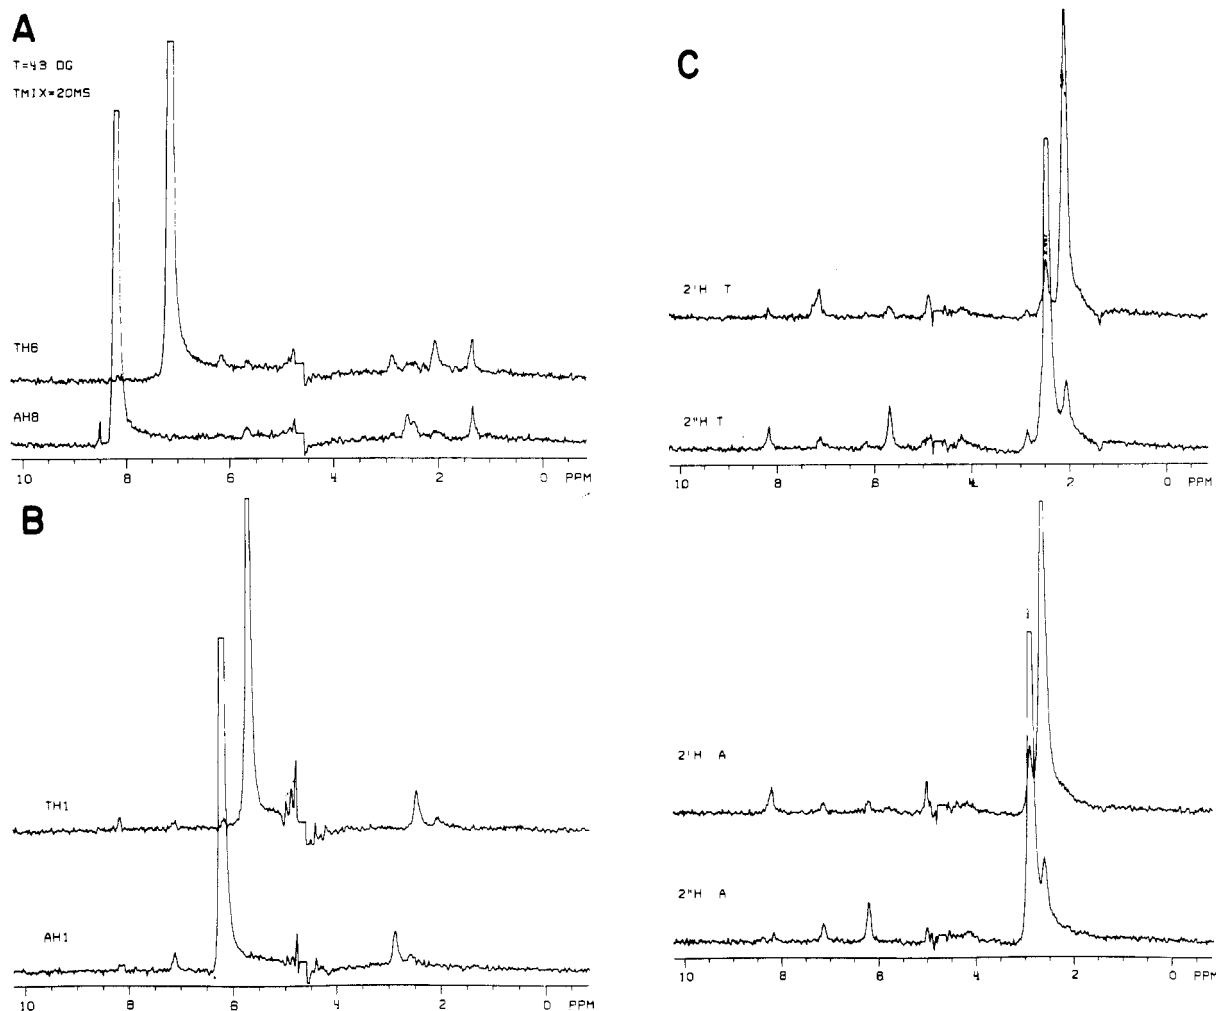 A
T=43 DG
TMIX=20MS
TH6
AH8
10 8 6 4 2 0 PPM
B
TH1
AH1
10 8 6 4 2 0 PPM
C
2'H T
2"H T
10 8 6 4 2 0 PPM
2'H A
2"H A
10 8 6 4 2 0 PPM